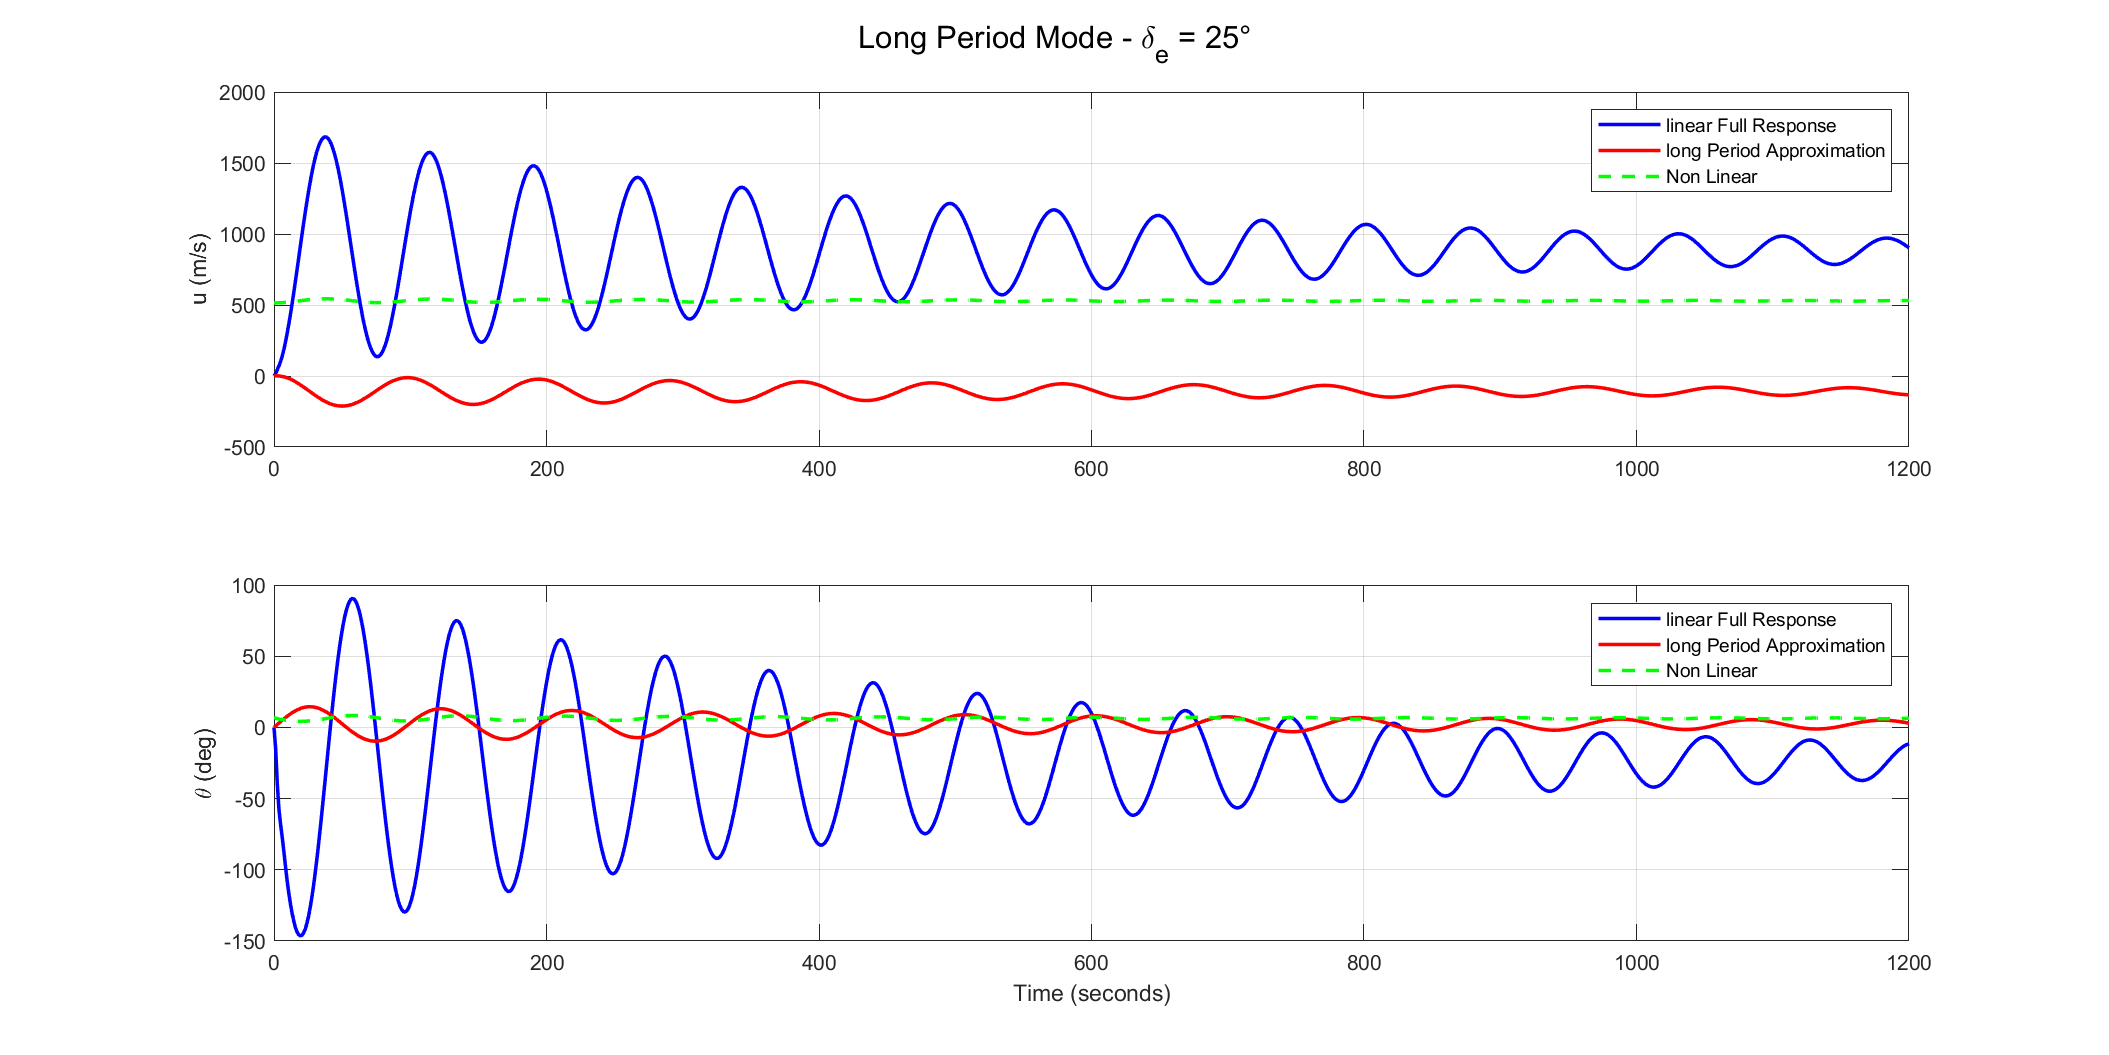 Long Period Mode - δe = 25°
2000
1500
1000
500
0
-500
u (m/s)
0 200 400 600 800 1000 1200
linear Full Response
long Period Approximation
Non Linear
100
50
0
-50
-100
-150
θ (deg)
0 200 400 600 800 1000 1200
Time (seconds)
linear Full Response
long Period Approximation
Non Linear